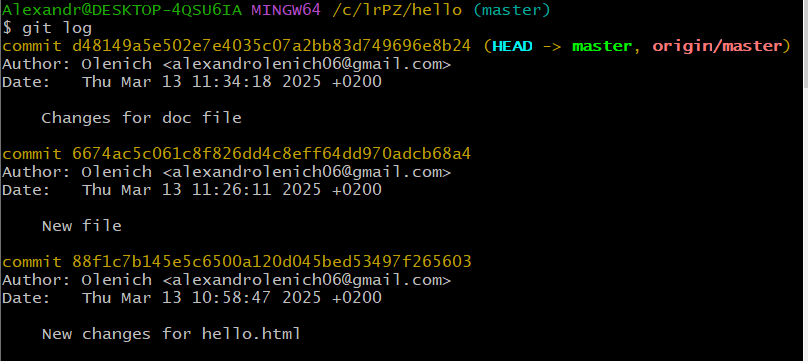 Alexandr@DESKTOP-4QSU6IA MINGW64 /c/lrPZ/hello (master)
$ git log
commit d48149a5e502e7e4035c07a2bb83d749696e8b24 (HEAD -> master, origin/master)
Author: Olenich <alexandrolenich06@gmail.com>
Date:   Thu Mar 13 11:34:18 2025 +0200
Changes for doc file
commit 6674ac5c061c8f826dd4c8eff64dd970adcb68a4
Author: Olenich <alexandrolenich06@gmail.com>
Date:   Thu Mar 13 11:26:11 2025 +0200
New file
commit 88f1c7b145e5c6500a120d045bed53497f265603
Author: Olenich <alexandrolenich06@gmail.com>
Date:   Thu Mar 13 10:58:47 2025 +0200
New changes for hello.html